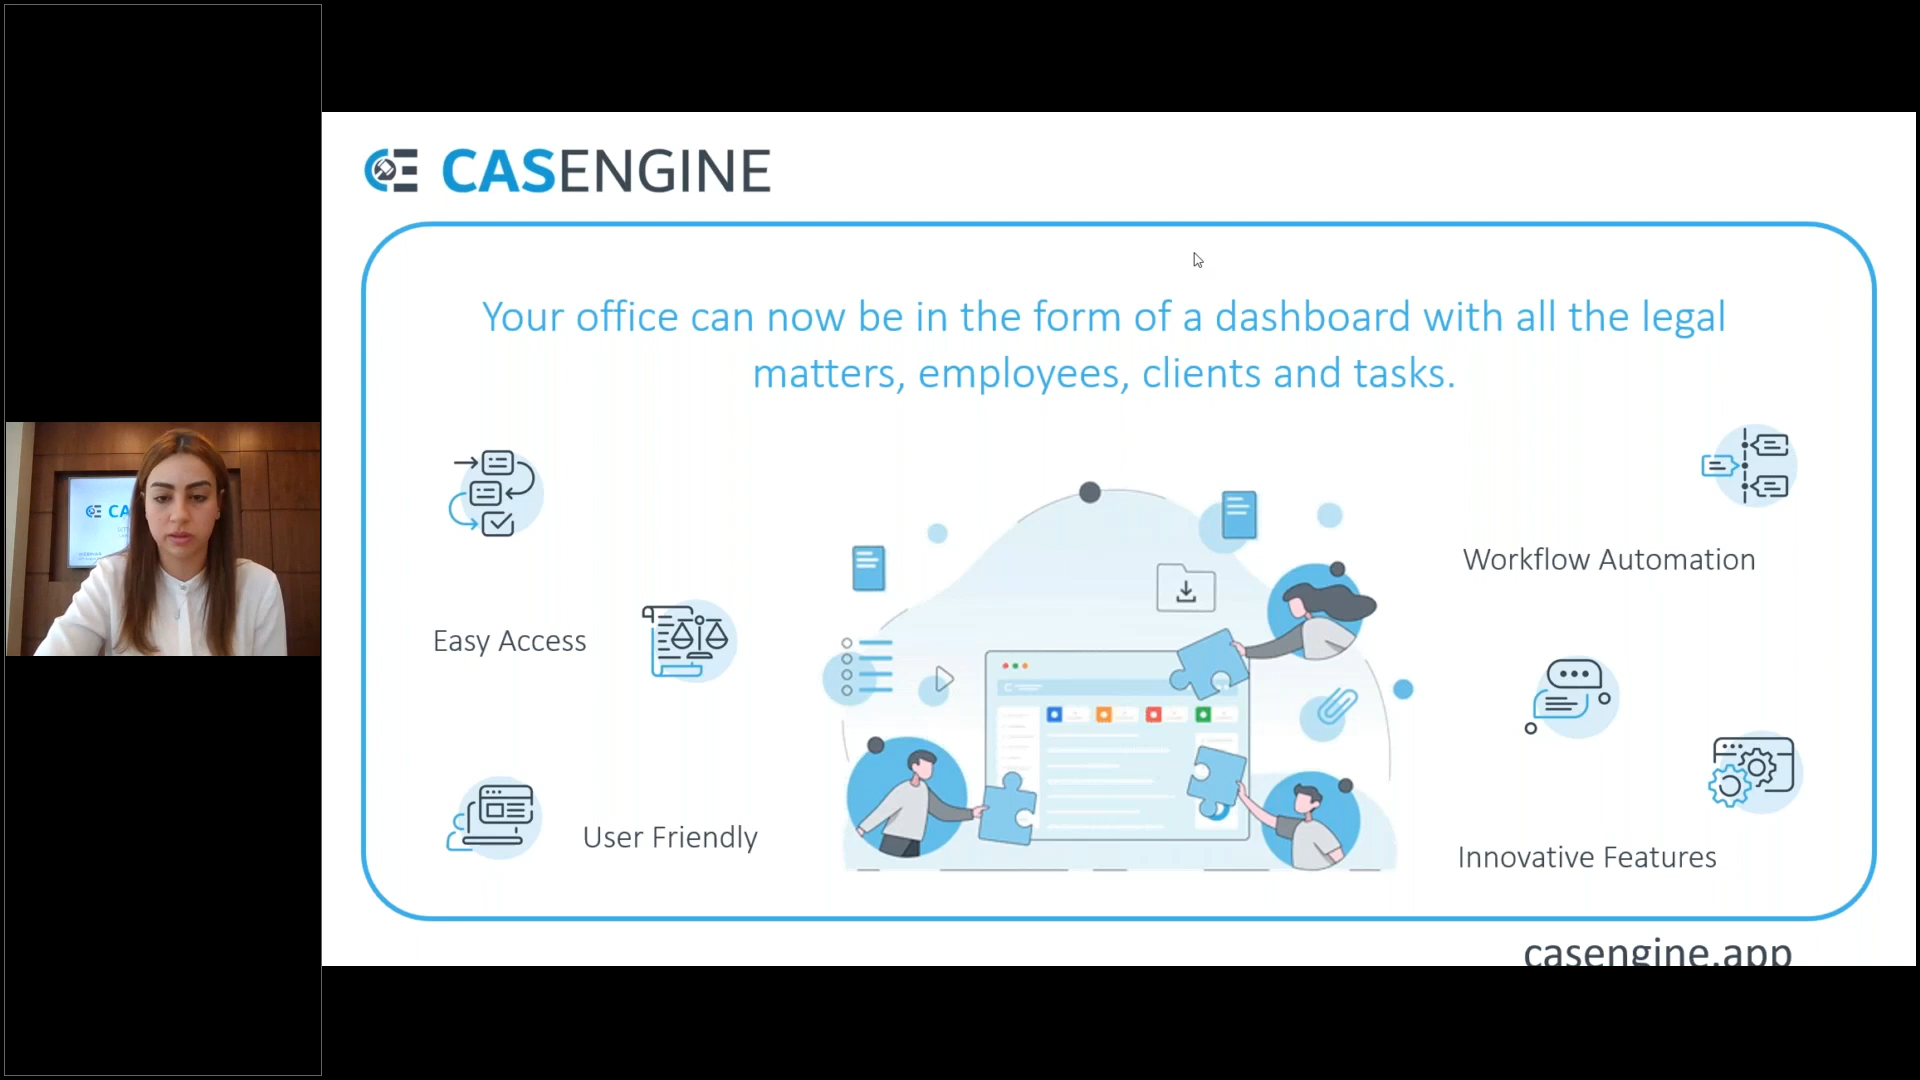 CASENGINE
Your office can now be in the form of a dashboard with all the legal
matters, employees, clients and tasks.
Workflow Automation
Easy Access
User Friendly
Innovative Features
casengine.app
CA